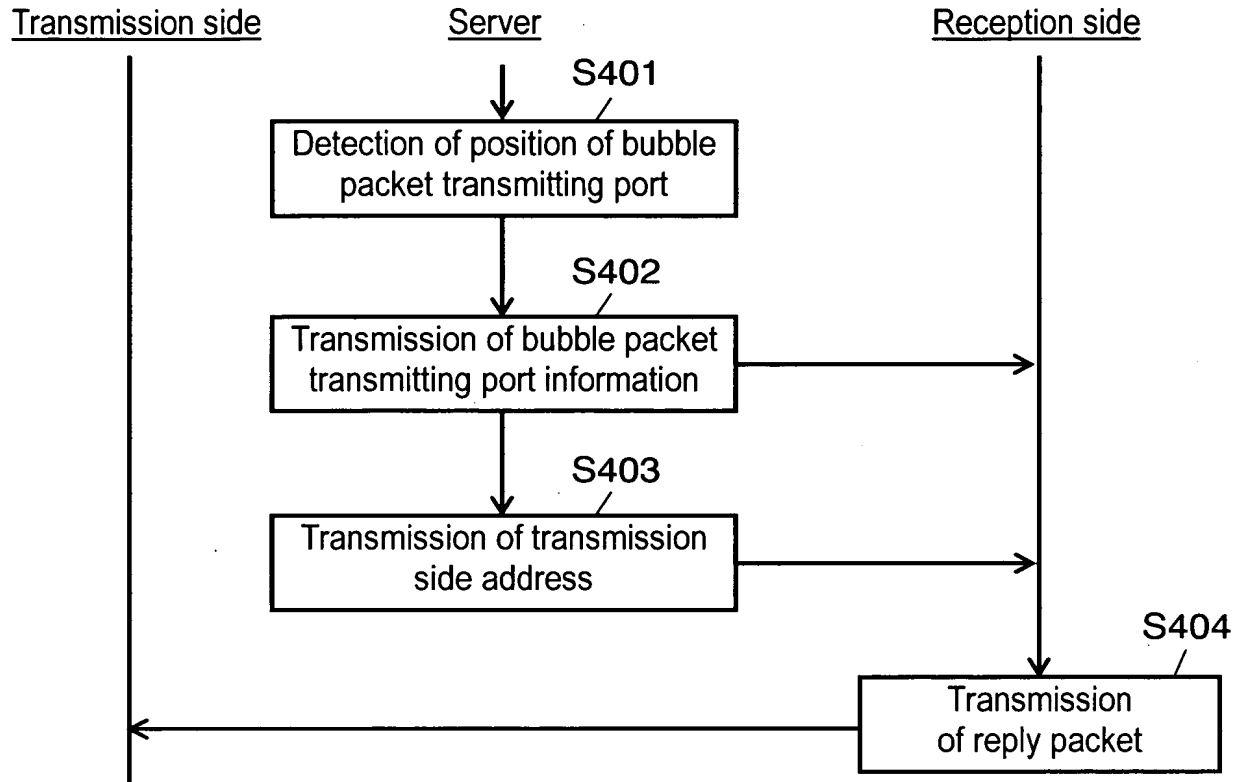 Transmission side
Server
Reception side
S401
Detection of position of bubble
packet transmitting port
S402
Transmission of bubble packet
transmitting port information
S403
Transmission of transmission
side address
S404
Transmission
of reply packet